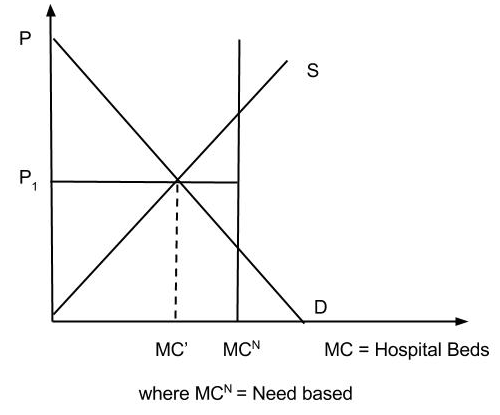 P
S
P₁
D
MC’ MCᴺ MC = Hospital Beds
where MCᴺ = Need based